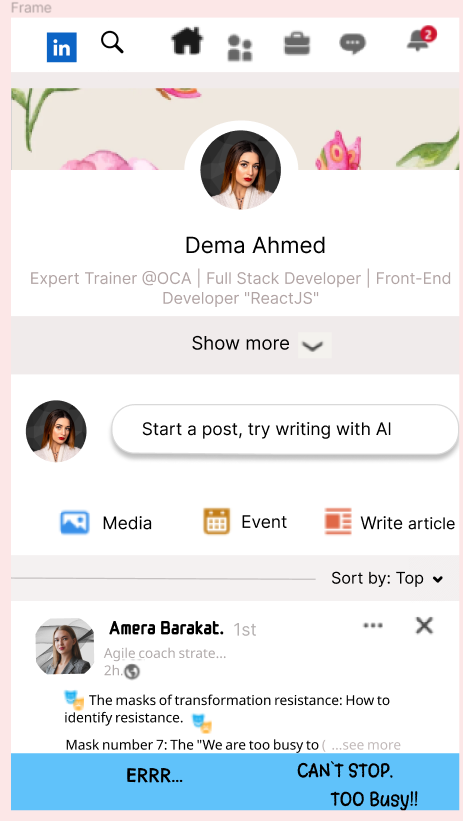 Frame
in
2
Dema Ahmed
Expert Trainer @OCA | Full Stack Developer | Front-End
Developer "ReactJS"
Show more
Start a post, try writing with AI
Media
Event
Write article
Sort by: Top
Amera Barakat. 1st
Agile coach strate...
2h.
The masks of transformation resistance: How to
identify resistance.
Mask number 7: The "We are too busy to ( ...see more
ERRR...
CAN`T STOP.
TOO Busy!!